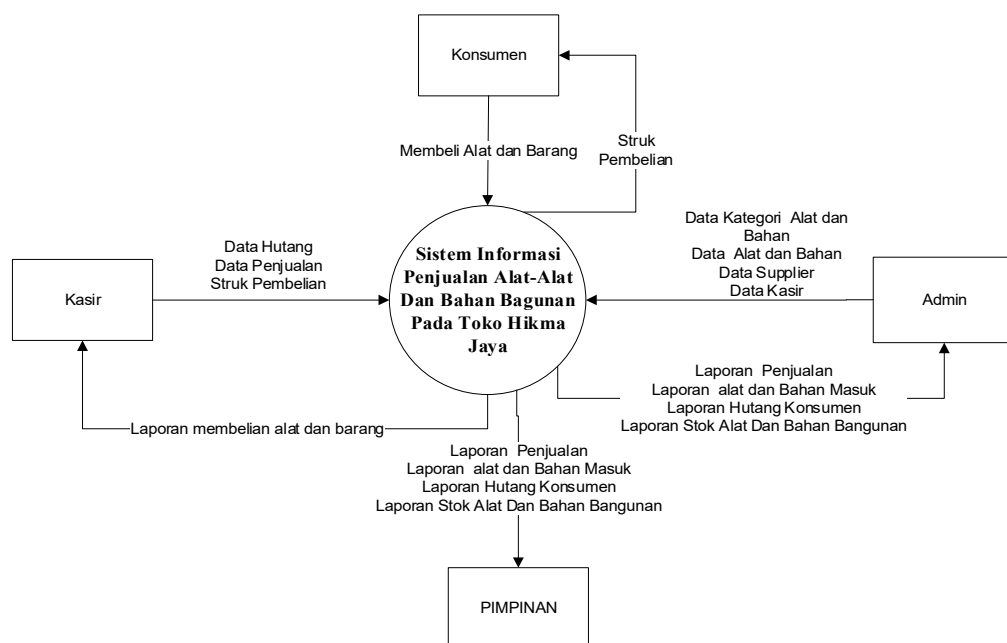 Konsumen
Membeli Alat dan Barang
Struk
Pembelian
Data Hutang
Data Penjualan
Struk Pembelian
Kasir
Sistem Informasi
Penjualan Alat-Alat
Dan Bahan Bagunan
Pada Toko Hikma
Jaya
Data Kategori Alat dan
Bahan
Data Alat dan Bahan
Data Supplier
Data Kasir
Admin
Laporan Penjualan
Laporan alat dan Bahan Masuk
Laporan Hutang Konsumen
Laporan Stok Alat Dan Bahan Bangunan
Laporan membelian alat dan barang
Laporan Penjualan
Laporan alat dan Bahan Masuk
Laporan Hutang Konsumen
Laporan Stok Alat Dan Bahan Bangunan
PIMPINAN